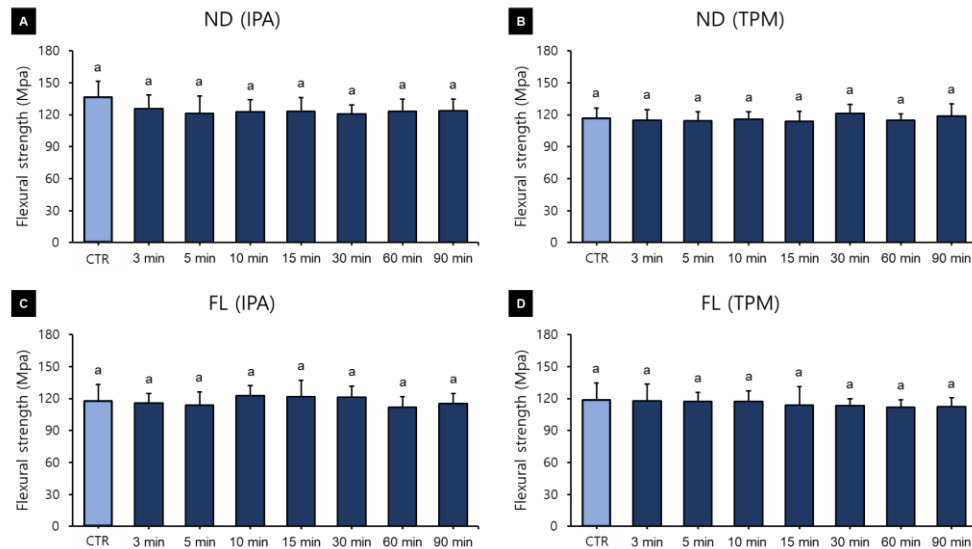 A
ND (IPA)
Flexural strength (Mpa)
180
150
120
90
60
30
0
a a a a a a a a
CTR 3 min 5 min 10 min 15 min 30 min 60 min 90 min
B
ND (TPM)
Flexural strength (Mpa)
180
150
120
90
60
30
0
a a a a a a a a
CTR 3 min 5 min 10 min 15 min 30 min 60 min 90 min
C
FL (IPA)
Flexural strength (Mpa)
180
150
120
90
60
30
0
a a a a a a a a
CTR 3 min 5 min 10 min 15 min 30 min 60 min 90 min
D
FL (TPM)
Flexural strength (Mpa)
180
150
120
90
60
30
0
a a a a a a a a
CTR 3 min 5 min 10 min 15 min 30 min 60 min 90 min